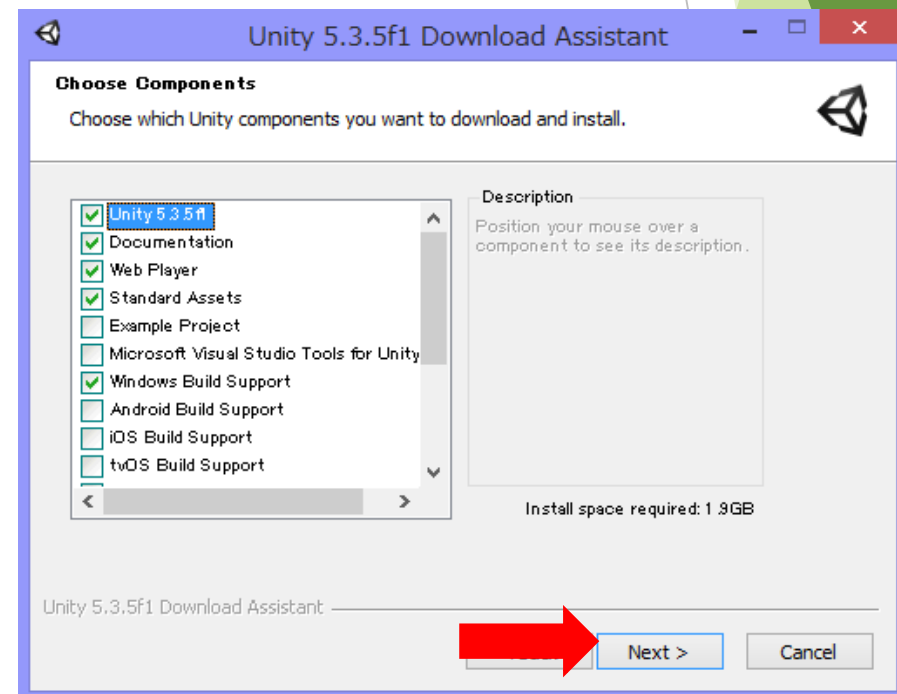 Unity 5.3.5f1 Download Assistant
Choose Components
Choose which Unity components you want to download and install.
Unity 5.3.5f1
Documentation
Web Player
Standard Assets
Example Project
Microsoft Visual Studio Tools for Unity
Windows Build Support
Android Build Support
iOS Build Support
tvOS Build Support
Description
Position your mouse over a
component to see its description.
Install space required: 1.9GB
Unity 5.3.5f1 Download Assistant
Next >
Cancel